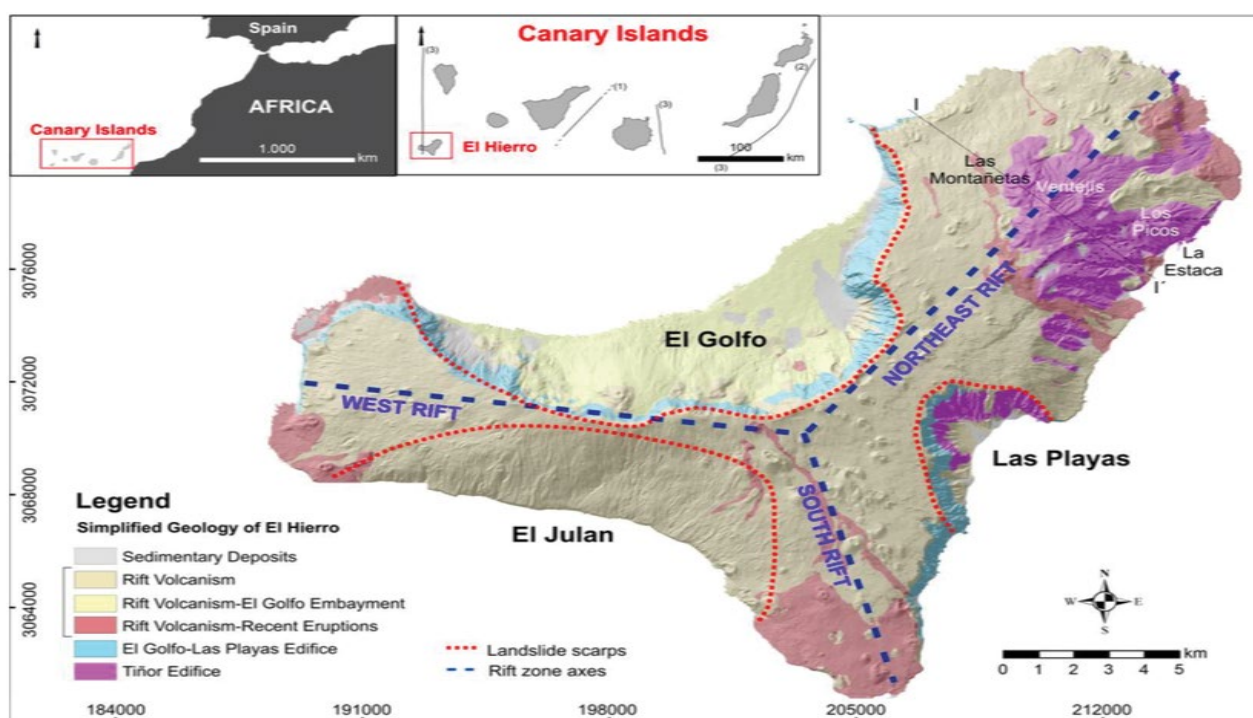 Spain
AFRICA
Canary Islands
1.000
km
Canary Islands
(3)
(1)
(3)
(2)
El Hierro
100
km
(3)
I
Las
Montañetas
Ventejís
Los
Picos
La
Estaca
I´
El Golfo
NORTHEAST RIFT
WEST RIFT
SOUTH RIFT
Las Playas
El Julan
3076000
3072000
3068000
3064000
Legend
Simplified Geology of El Hierro
Sedimentary Deposits
Rift Volcanism
Rift Volcanism-El Golfo Embayment
Rift Volcanism-Recent Eruptions
El Golfo-Las Playas Edifice
Tiñor Edifice
Landslide scarps
Rift zone axes
N
W
E
S
km
0 1 2 3 4 5
184000
191000
198000
205000
212000